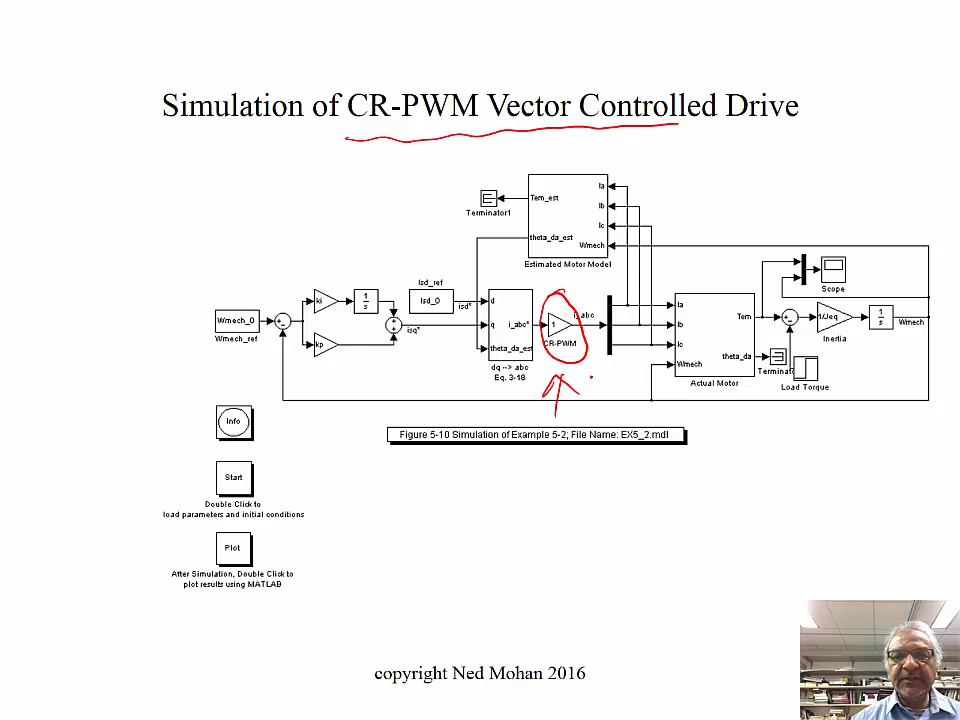 Simulation of CR-PWM Vector Controlled Drive
Ia
Tem_est
Ib
Terminator1
Ic
theta_da_est
Wmech
Estimated Motor Model
Scope
Isd_ref
ki
1
s
Isd_0
isd*
d
i_abc
Ia
Wmech_0
Wmech_ref
+
-
+
+
isq*
q
i_abc*
1
Ib
Tem
+
-
1/Jeq
1
s
Wmech
kp
theta_da_est
CR-PWM
Ic
Inertia
Wmech
theta_da
dq --> abc
Eq. 3-18
Actual Motor
Terminato
Load Torque
Info
Figure 5-10 Simulation of Example 5-2; File Name: EX5_2.mdl
Start
Double Click to
load parameters and initial conditions
Plot
After Simulation, Double Click to
plot results using MATLAB
copyright Ned Mohan 2016